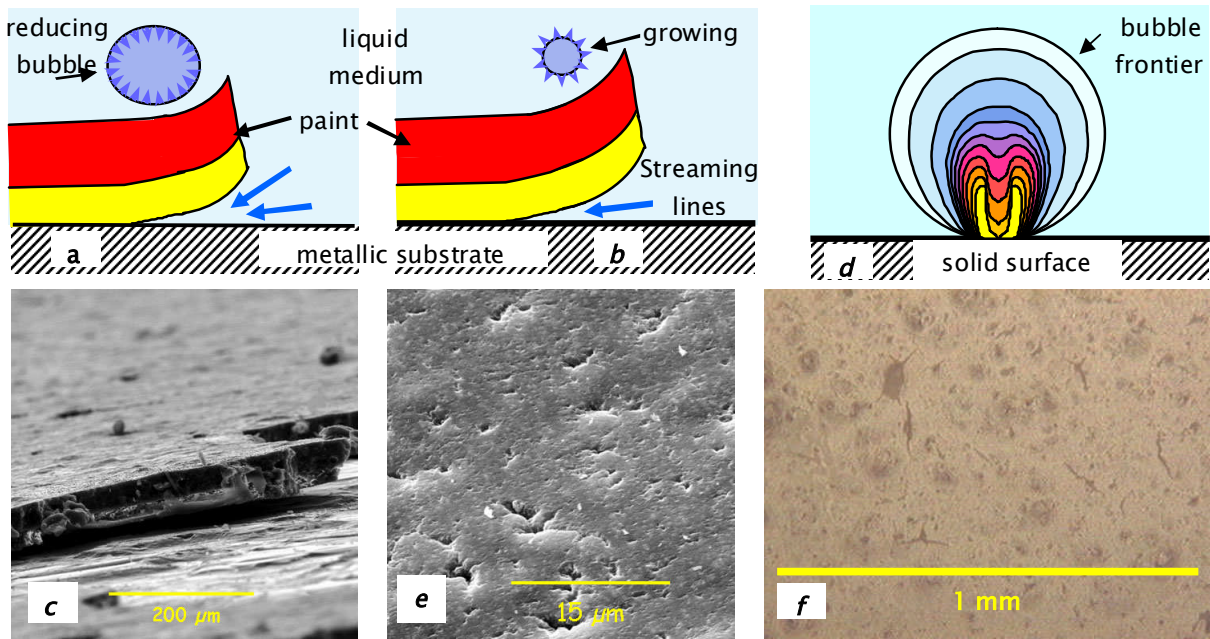 reducing
bubble
liquid
medium
paint
growing
Streaming
lines
bubble
frontier
a
metallic substrate
b
d
solid surface
c
200 µm
e
15 µm
f
1 mm